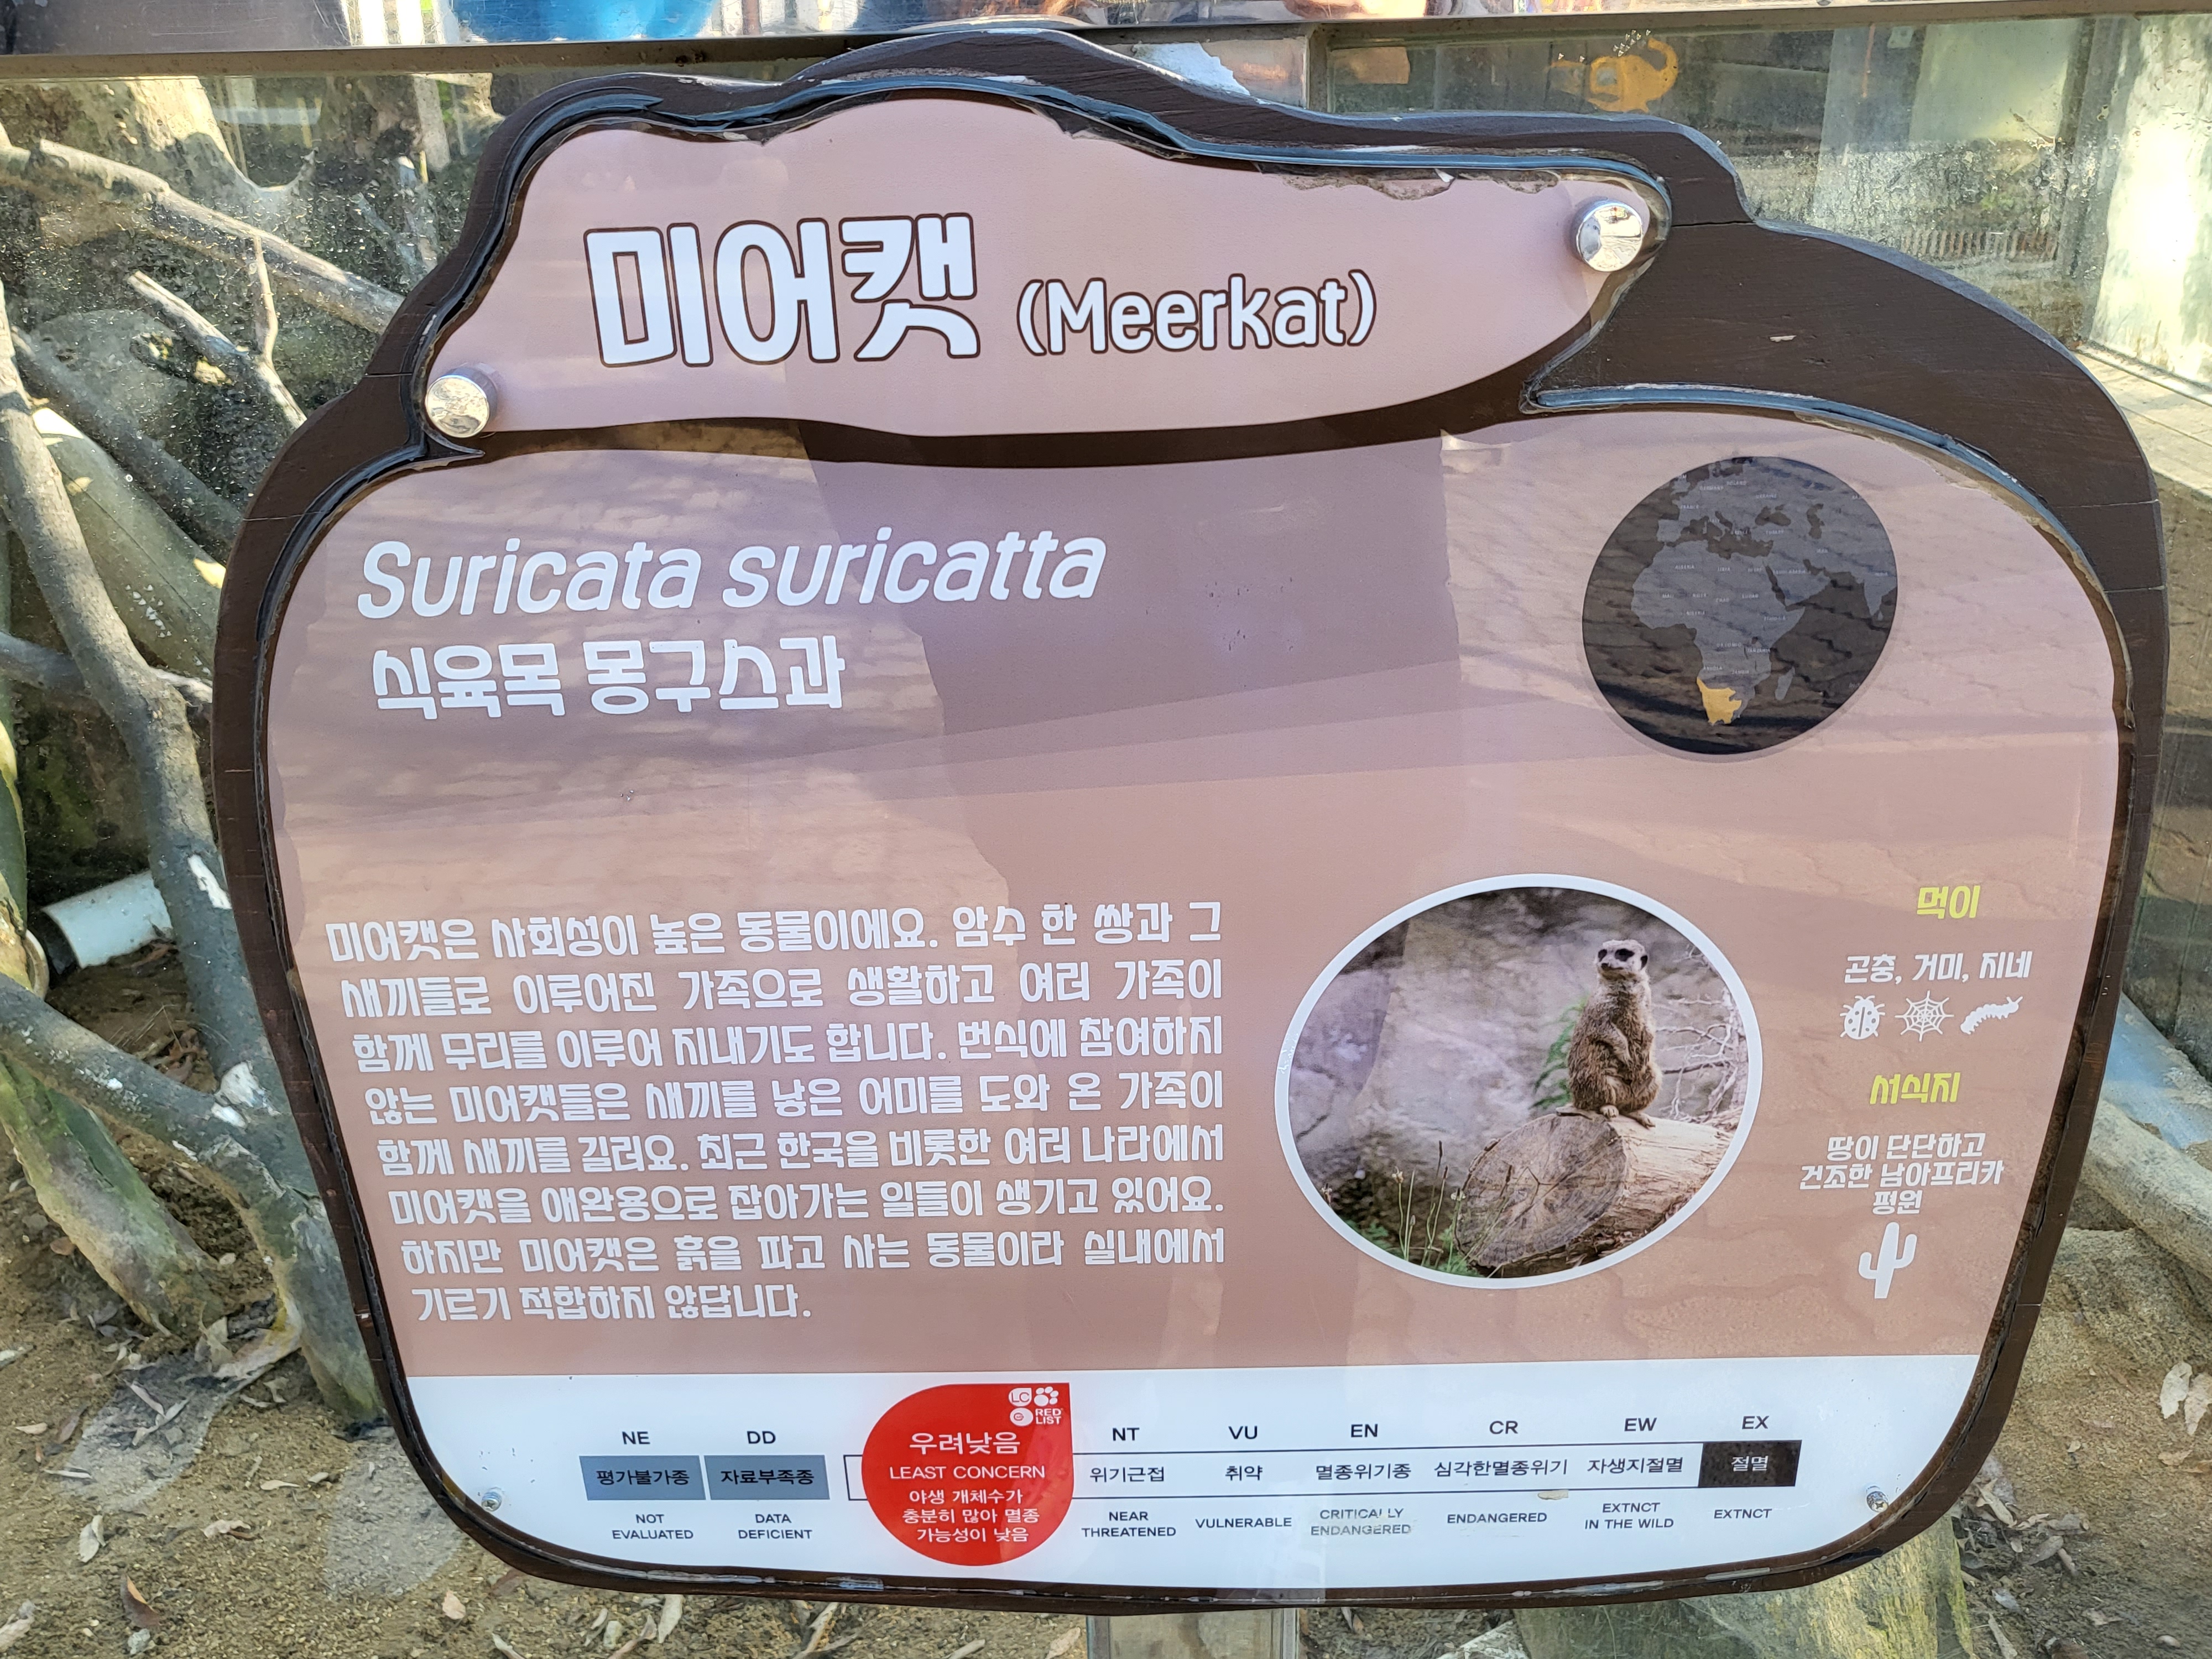 미어캣 (Meerkat)
Suricata suricatta
식육목 몽구스과
미어캣은 사회성이 높은 동물이에요. 암수 한 쌍과 그
새끼들로 이루어진 가족으로 생활하고 여러 가족이
함께 무리를 이루어 지내기도 합니다. 번식에 참여하지
않는 미어캣들은 새끼를 낳은 어미를 도와 온 가족이
함께 새끼를 길러요. 최근 한국을 비롯한 여러 나라에서
미어캣을 애완용으로 잡아가는 일들이 생기고 있어요.
하지만 미어캣은 흙을 파고 사는 동물이라 실내에서
기르기 적합하지 않답니다.
먹이
곤충, 거미, 지네
서식지
땅이 단단하고
건조한 남아프리카
평원
NE
평가불가종
NOT
EVALUATED
DD
자료부족종
DATA
DEFICIENT
LC
RED
LIST
우려낮음
LEAST CONCERN
야생 개체수가
충분히 많아 멸종
가능성이 낮음
NT
위기근접
NEAR
THREATENED
VU
취약
VULNERABLE
EN
멸종위기종
CRITICALLY
ENDANGERED
CR
심각한멸종위기
ENDANGERED
EW
자생지절멸
EXTNCT
IN THE WILD
EX
절멸
EXTNCT